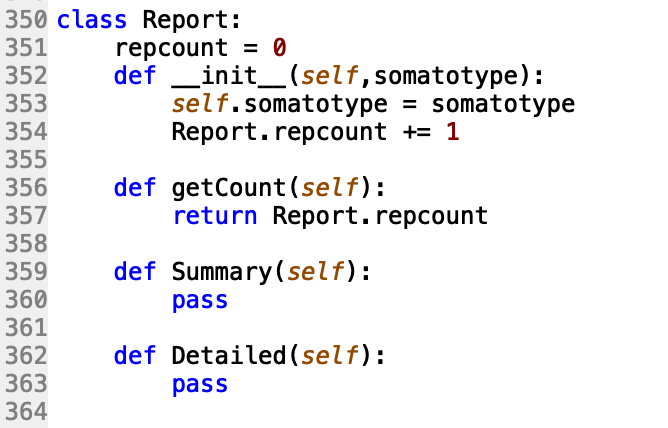 350 class Report:
351     repcount = 0
352     def __init__(self,somatotype):
353         self.somatotype = somatotype
354         Report.repcount += 1
355
356     def getCount(self):
357         return Report.repcount
358
359     def Summary(self):
360         pass
361
362     def Detailed(self):
363         pass
364